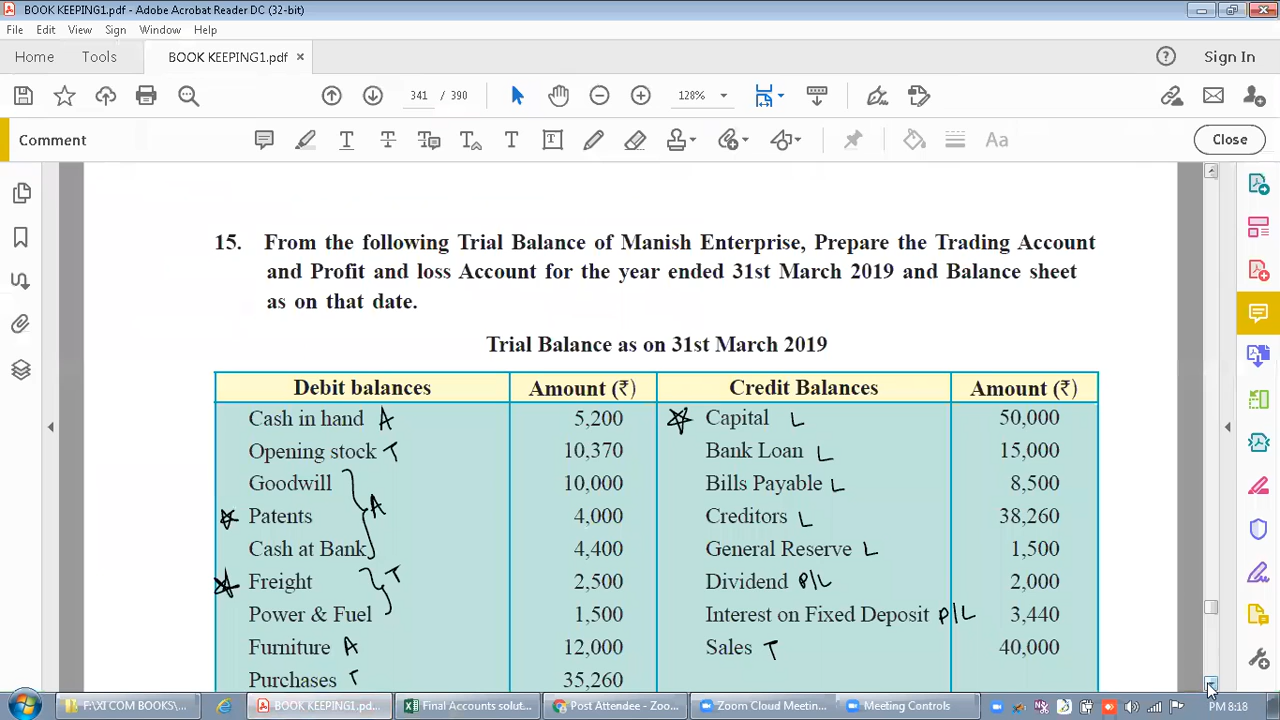 BOOK KEEPING1.pdf - Adobe Acrobat Reader DC (32-bit)
File Edit View Sign Window Help
Home Tools BOOK KEEPING1.pdf × Sign In
341 / 390 128%
Comment Close
15. From the following Trial Balance of Manish Enterprise, Prepare the Trading Account
and Profit and loss Account for the year ended 31st March 2019 and Balance sheet
as on that date.
Trial Balance as on 31st March 2019
Debit balances Amount (₹) Credit Balances Amount (₹)
Cash in hand A 5,200 Capital L 50,000
Opening stock T 10,370 Bank Loan L 15,000
Goodwill 10,000 Bills Payable L 8,500
Patents A 4,000 Creditors L 38,260
Cash at Bank 4,400 General Reserve L 1,500
Freight T 2,500 Dividend P/L 2,000
Power & Fuel 1,500 Interest on Fixed Deposit P/L 3,440
Furniture A 12,000 Sales T 40,000
Purchases T 35,260
F:\XI COM BOOKS\... BOOK KEEPING1.pd... Final Accounts solut... Post Attendee - Zoo... Zoom Cloud Meetin... Meeting Controls PM 8:18